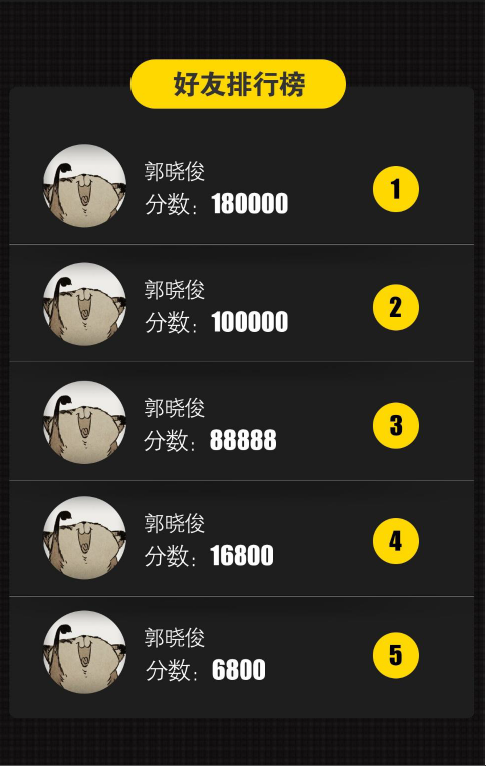 好友排行榜
郭晓俊
分数：180000
1
郭晓俊
分数：100000
2
郭晓俊
分数：88888
3
郭晓俊
分数：16800
4
郭晓俊
分数：6800
5